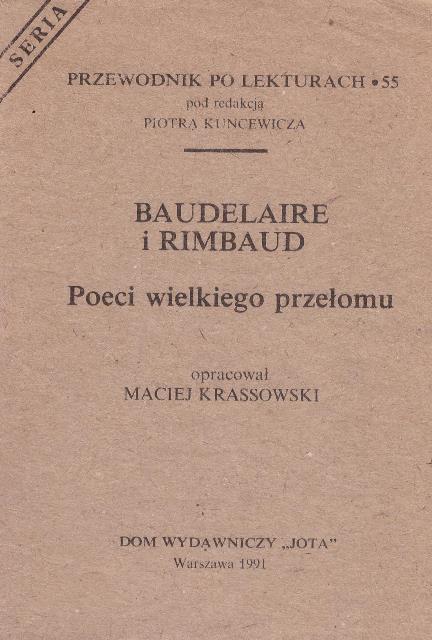 SERIA
PRZEWODNIK PO LEKTURACH • 55
pod redakcją
PIOTRA KUNCEWICZA
BAUDELAIRE
i RIMBAUD
Poeci wielkiego przełomu
opracował
MACIEJ KRASSOWSKI
DOM WYDAWNICZY „JOTA”
Warszawa 1991